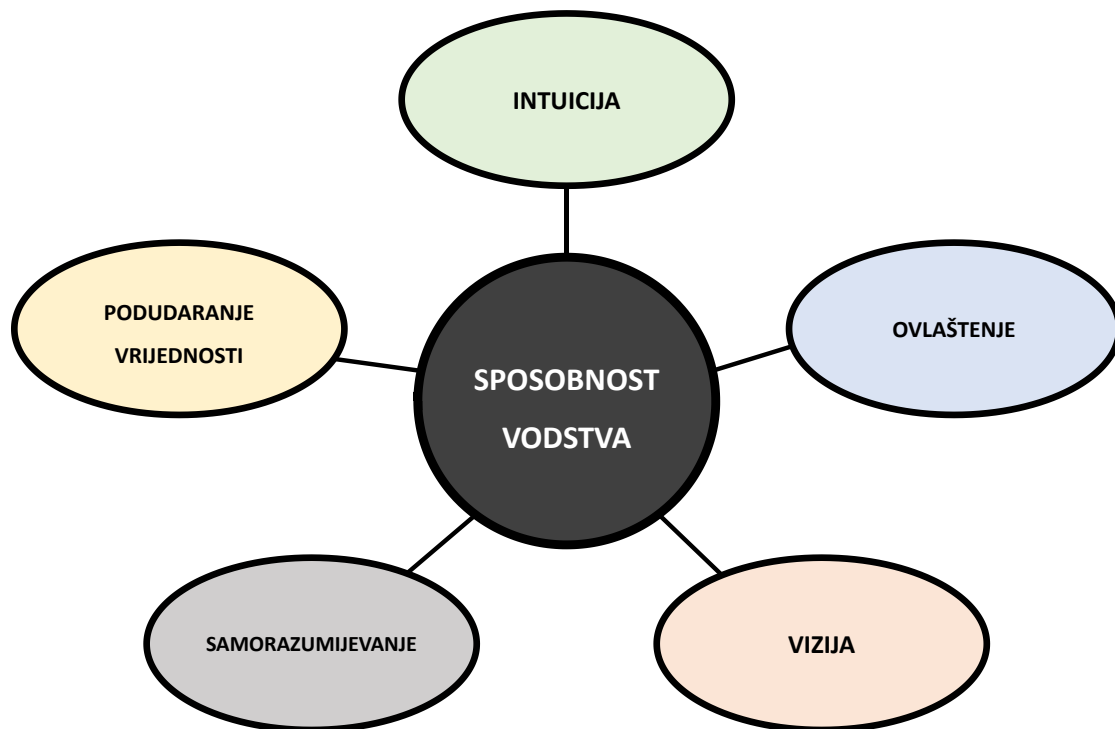 INTUICIJA
PODUDARANJE
VRIJEDNOSTI
OVLAŠTENJE
SPOSOBNOST
VODSTVA
SAMORAZUMIJEVANJE
VIZIJA